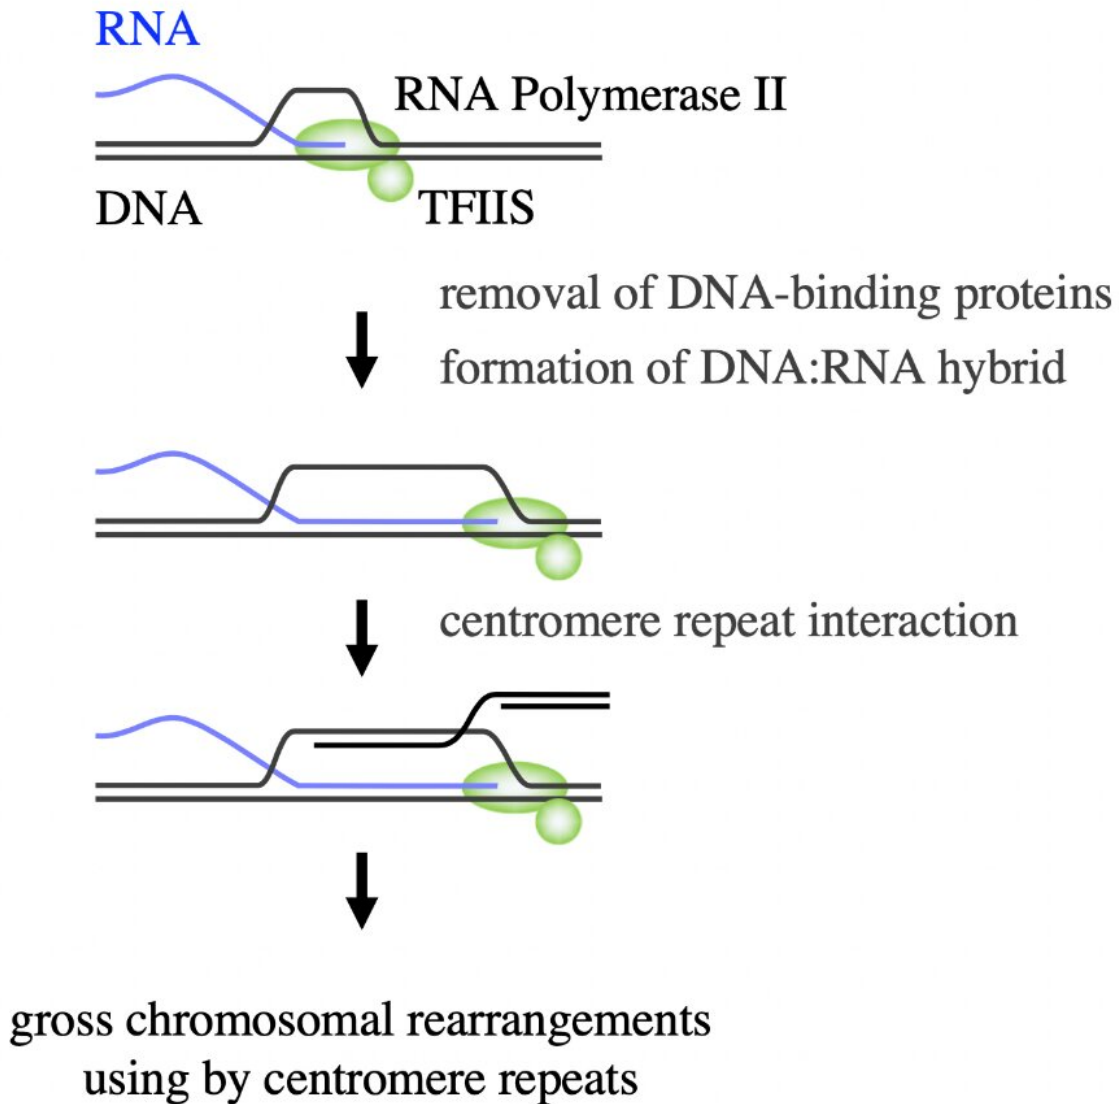 RNA
RNA Polymerase II
DNA
TFIIS
removal of DNA-binding proteins
formation of DNA:RNA hybrid
centromere repeat interaction
gross chromosomal rearrangements
using by centromere repeats